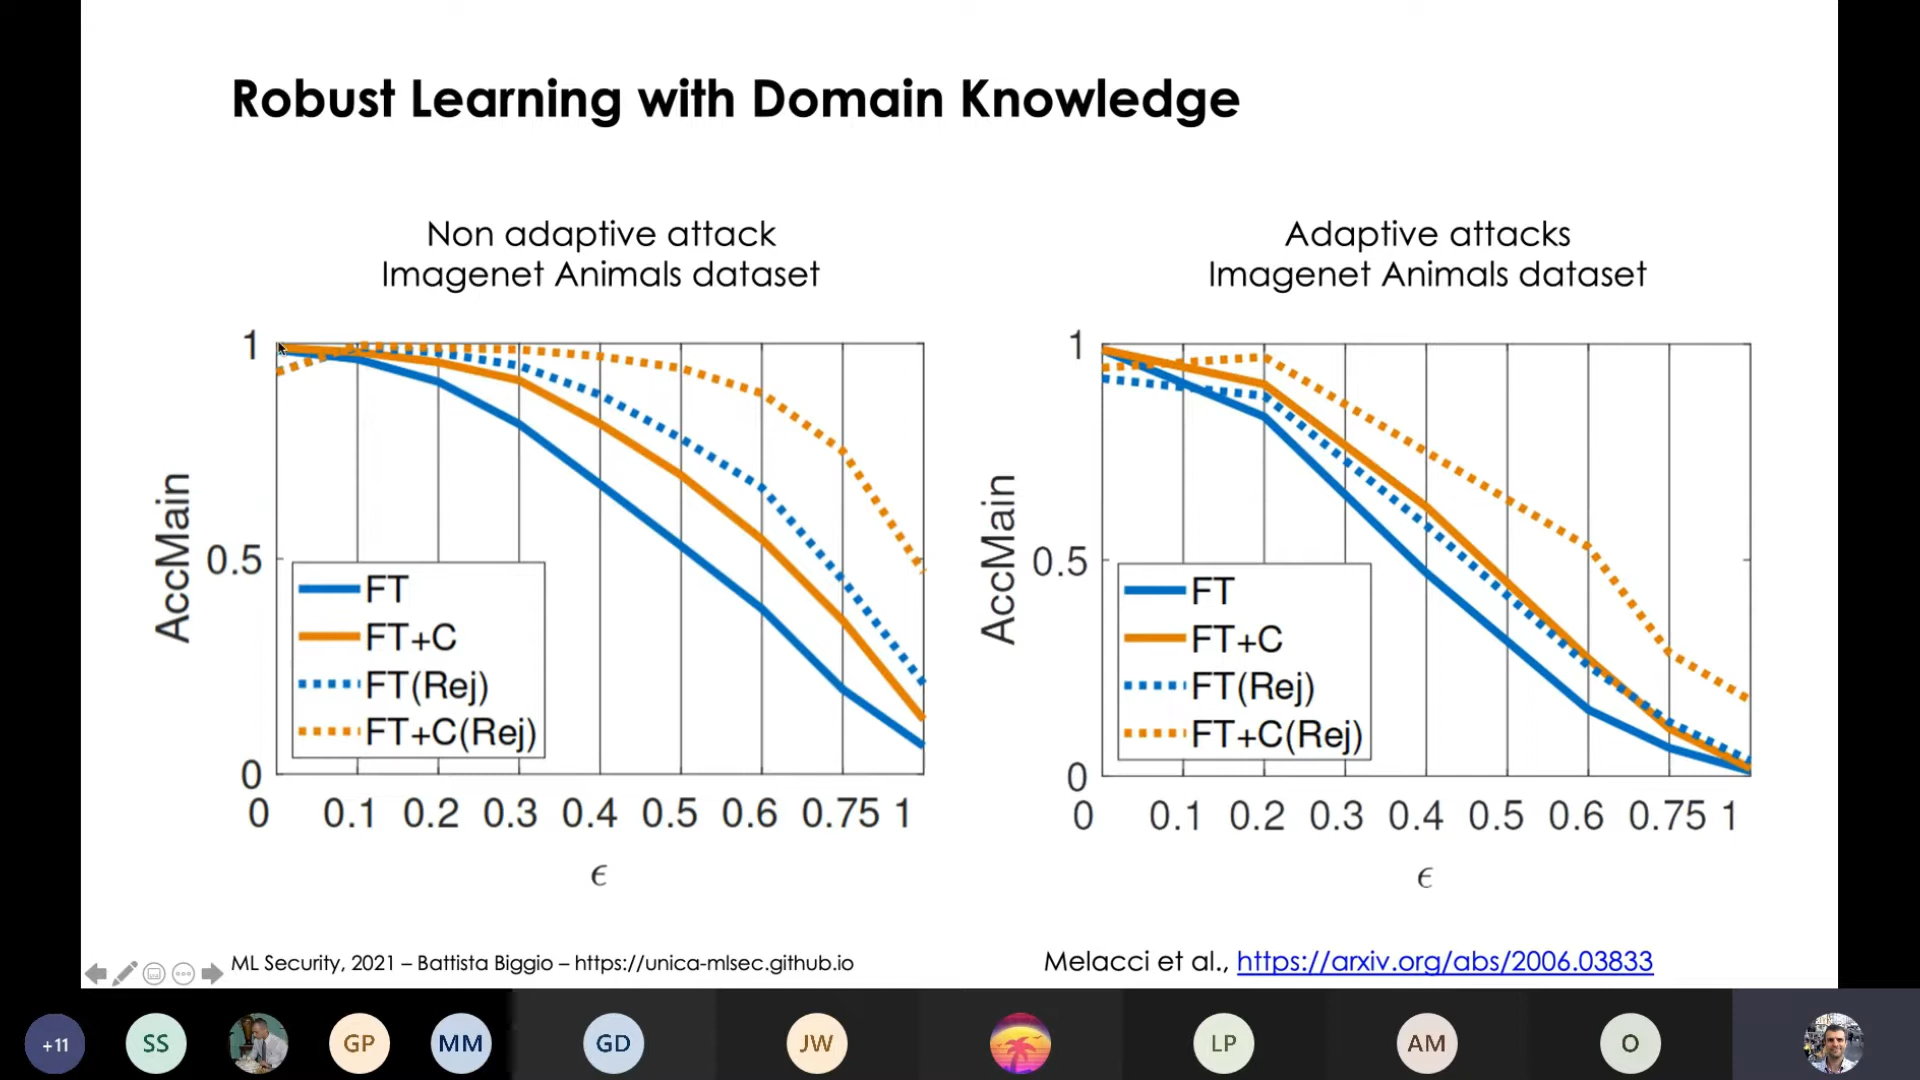 Robust Learning with Domain Knowledge
Non adaptive attack
Imagenet Animals dataset
1
0.5
0
AccMain
FT
FT+C
FT(Rej)
FT+C(Rej)
0 0.1 0.2 0.3 0.4 0.5 0.6 0.75 1
ϵ
Adaptive attacks
Imagenet Animals dataset
1
0.5
0
AccMain
FT
FT+C
FT(Rej)
FT+C(Rej)
0 0.1 0.2 0.3 0.4 0.5 0.6 0.75 1
ϵ
ML Security, 2021 – Battista Biggio – https://unica-mlsec.github.io
Melacci et al., https://arxiv.org/abs/2006.03833
+11 SS GP MM GD JW LP AM O